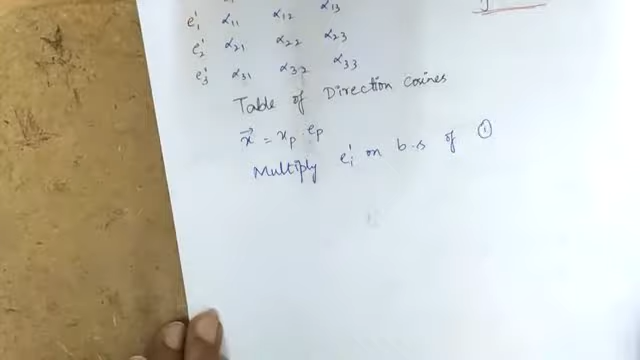 e₁' α₁₁ α₁₂ α₁₃
e₂' α₂₁ α₂₂ α₂₃
e₃' α₃₁ α₃₂ α₃₃
Table of Direction cosines
x⃗ = xₚ · eₚ
Multiply eᵢ' on b.s of ①